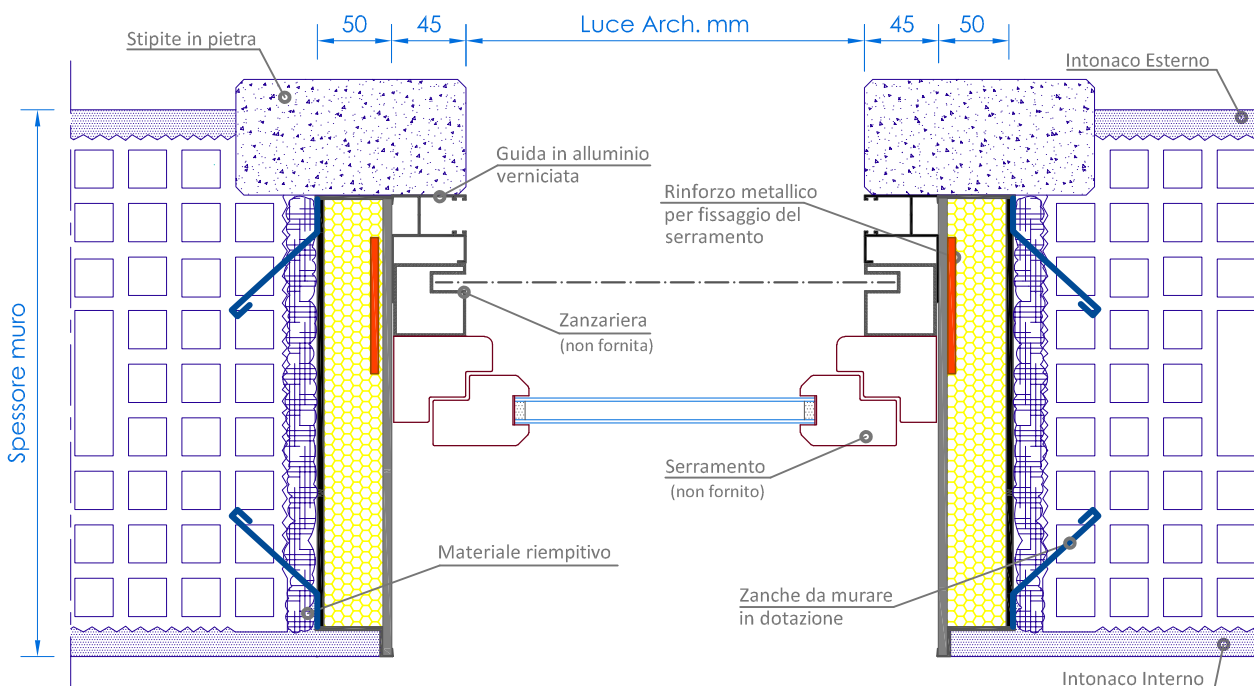 50
45
Luce Arch. mm
45
50
Stipite in pietra
Intonaco Esterno
Guida in alluminio
verniciata
Rinforzo metallico
per fissaggio del
serramento
Zanzariera
(non fornita)
Spessore muro
Serramento
(non fornito)
Materiale riempitivo
Zanche da murare
in dotazione
Intonaco Interno